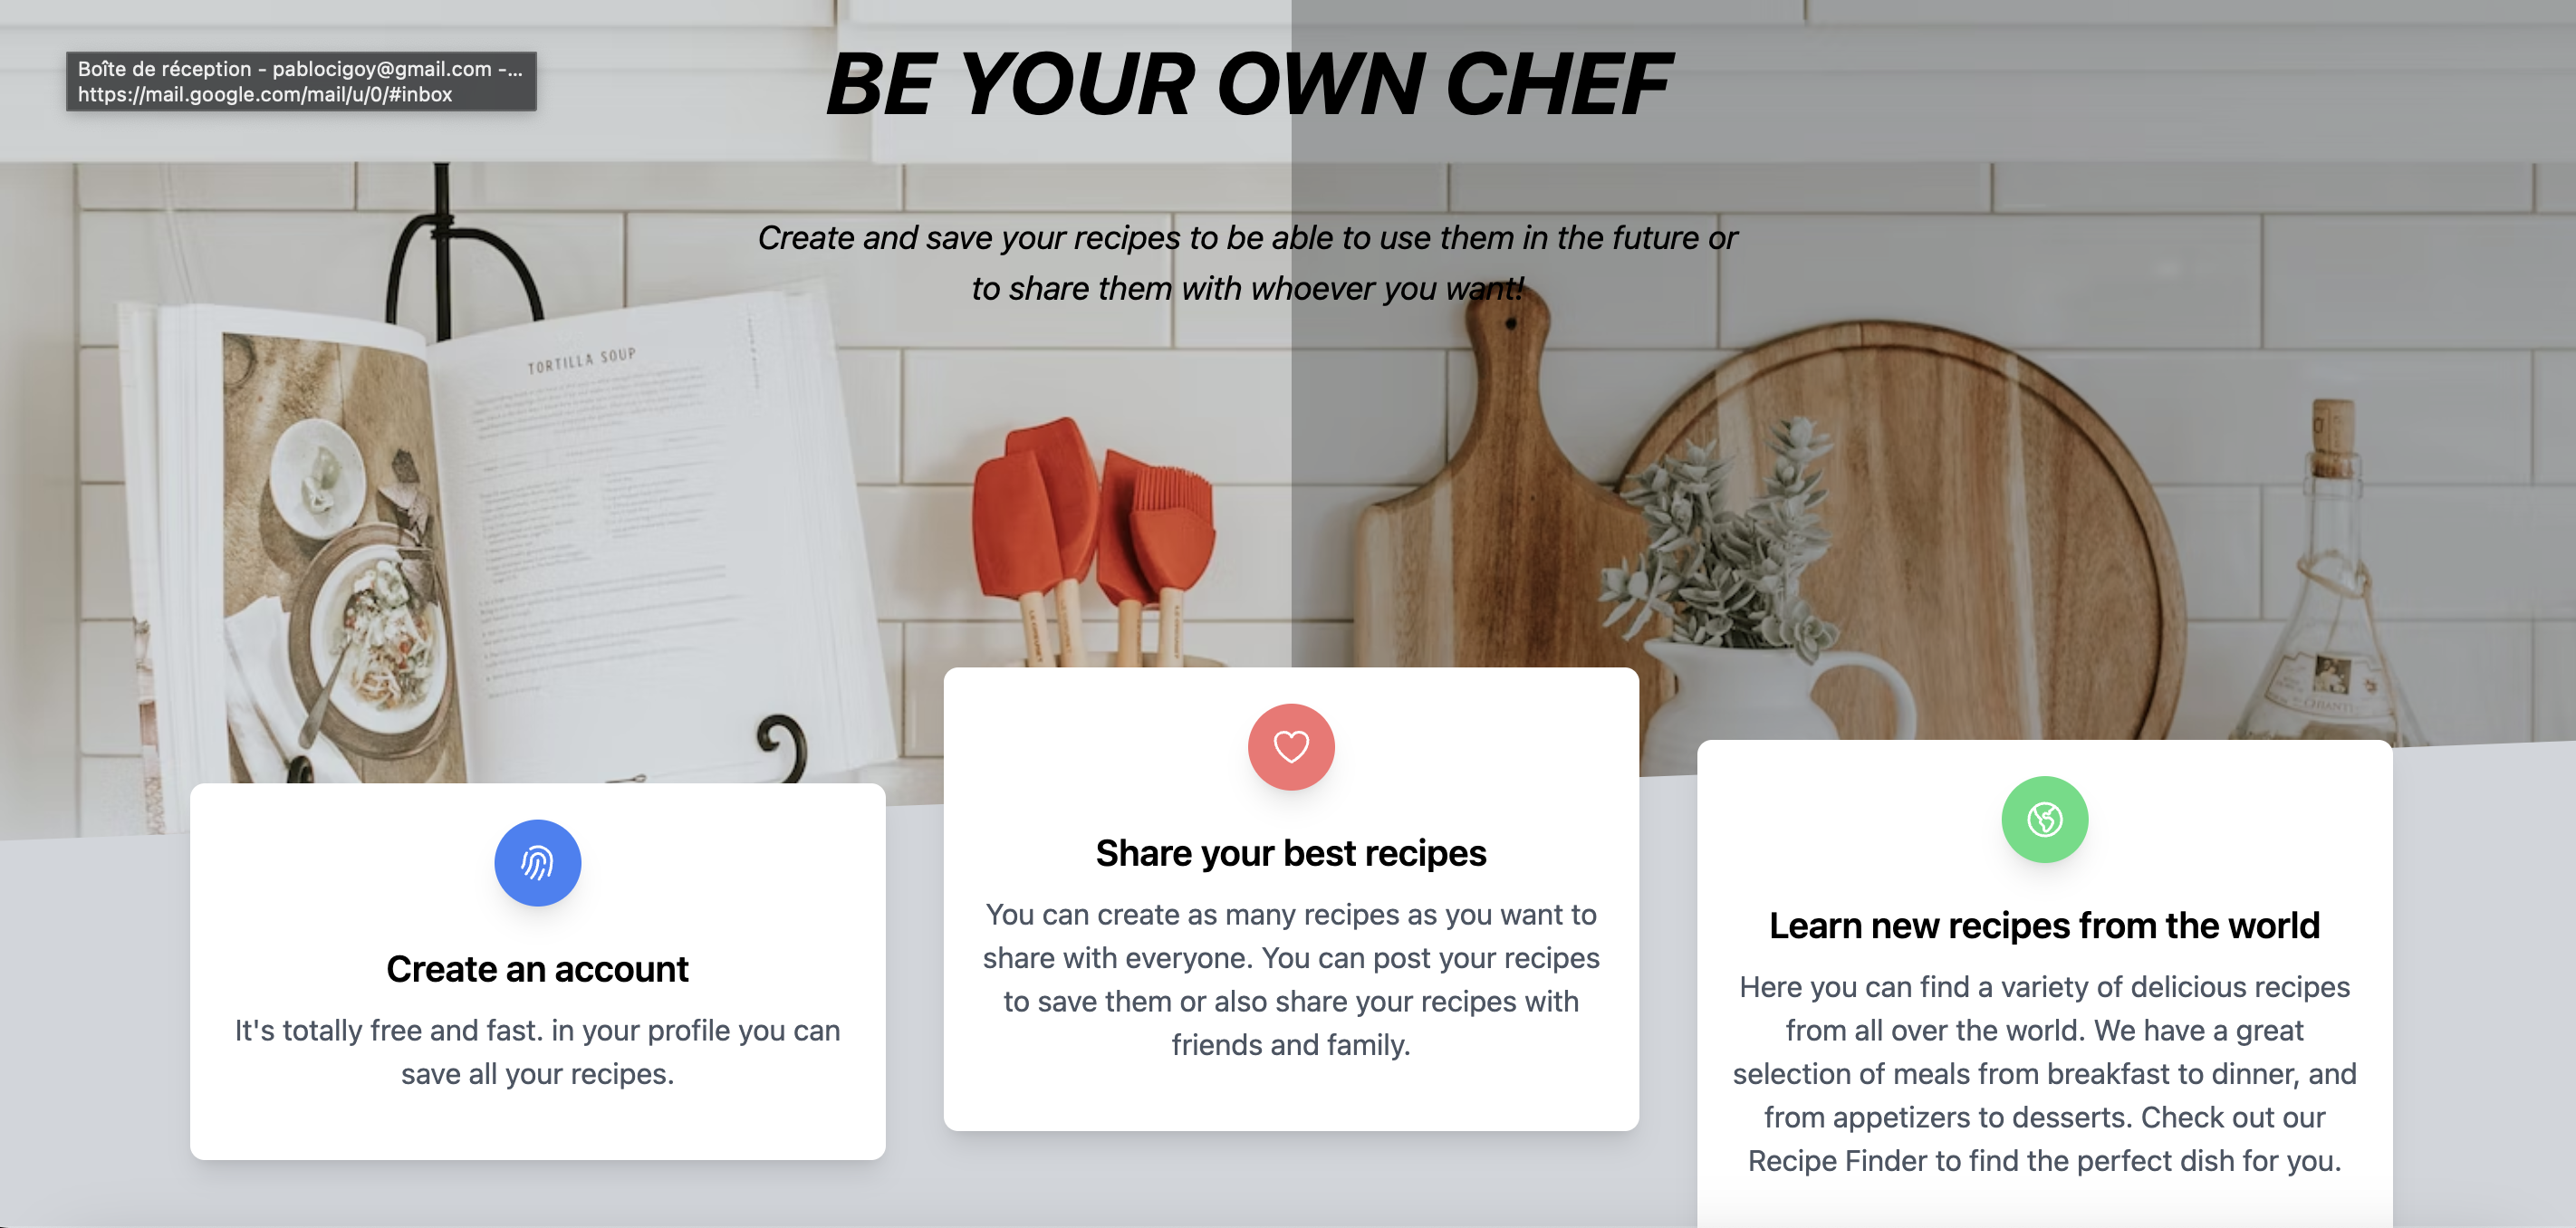 Boîte de réception - pablocigoy@gmail.com -...
https://mail.google.com/mail/u/0/#inbox
BE YOUR OWN CHEF
Create and save your recipes to be able to use them in the future or
to share them with whoever you want!
TORTILLA SOUP
CHIANTI
Create an account
It's totally free and fast. in your profile you can
save all your recipes.
Share your best recipes
You can create as many recipes as you want to
share with everyone. You can post your recipes
to save them or also share your recipes with
friends and family.
Learn new recipes from the world
Here you can find a variety of delicious recipes
from all over the world. We have a great
selection of meals from breakfast to dinner, and
from appetizers to desserts. Check out our
Recipe Finder to find the perfect dish for you.